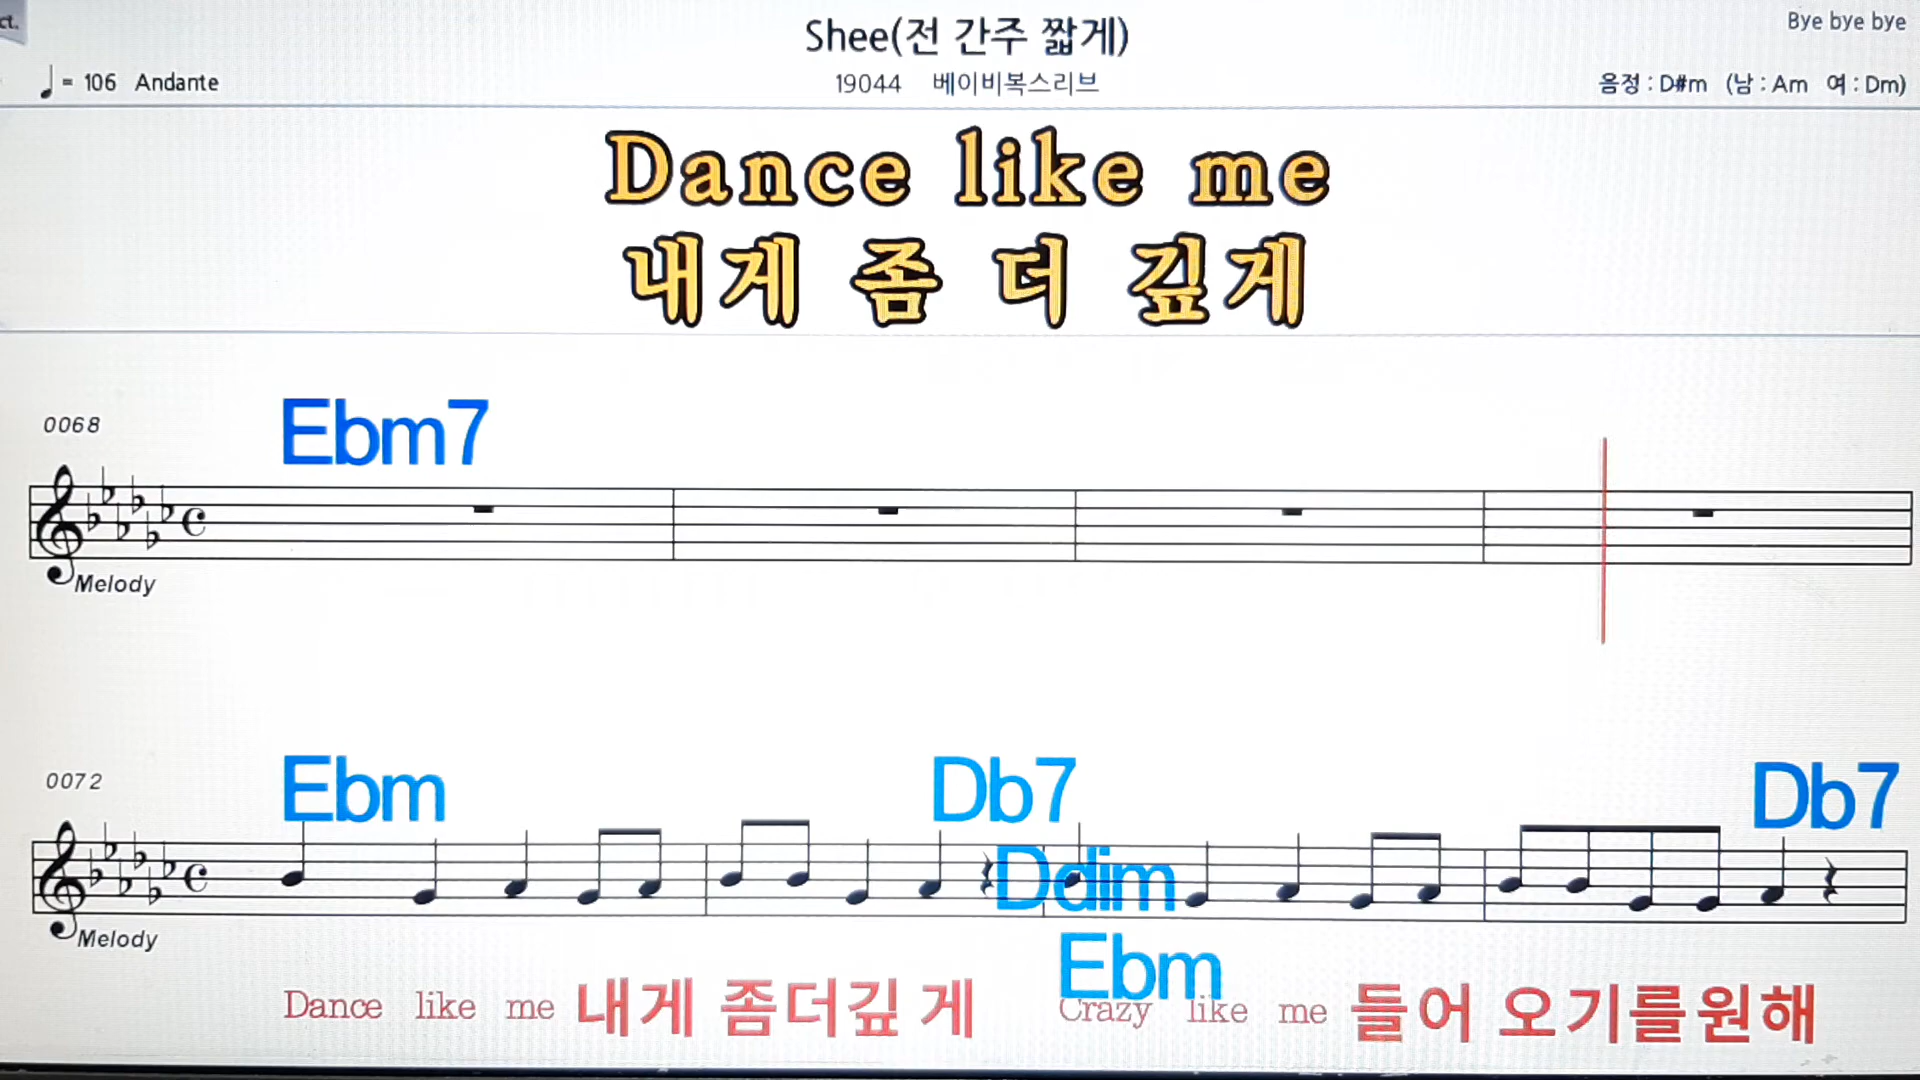 ct.
Shee(전 간주 짧게)
Bye bye bye
= 106 Andante
19044 베이비복스리브
음정 : D#m (남 : Am 여 : Dm)
Dance like me
내게 좀 더 깊게
0068
Ebm7
Melody
0072
Ebm
Db7
Ddim
Ebm
Db7
Melody
Dance like me 내게 좀더깊 게 Crazy like me 들어 오기를원해